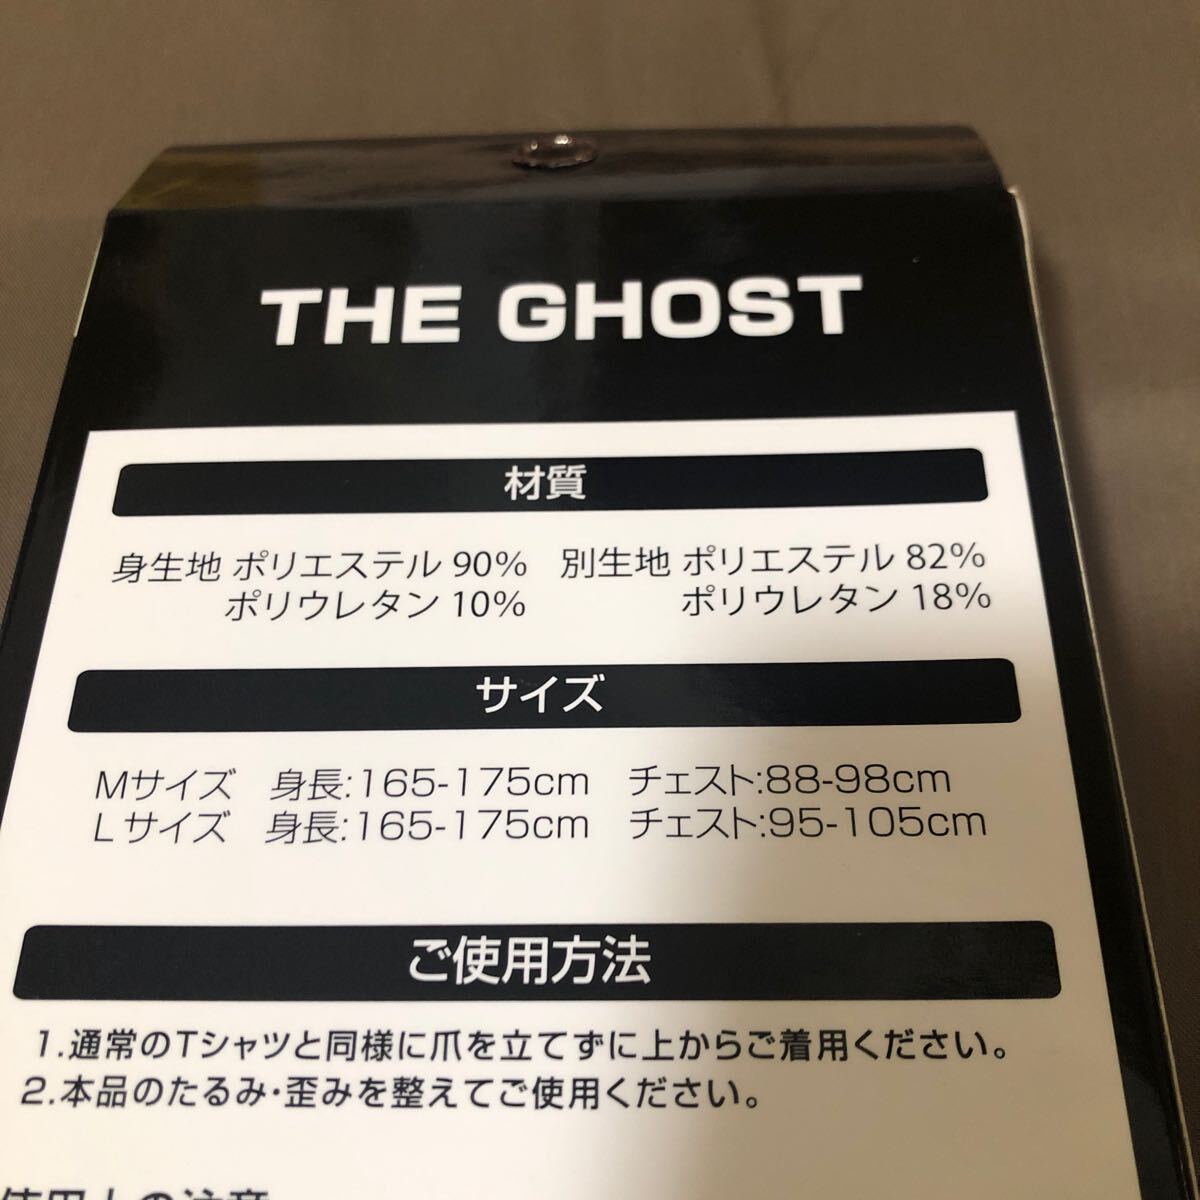 THE GHOST
材質
身生地 ポリエステル 90% 別生地 ポリエステル 82%
ポリウレタン 10% ポリウレタン 18%
サイズ
Mサイズ 身長:165-175cm チェスト:88-98cm
Lサイズ 身長:165-175cm チェスト:95-105cm
ご使用方法
1.通常のTシャツと同様に爪を立てずに上からご着用ください。
2.本品のたるみ・歪みを整えてご使用ください。
使用上の注意